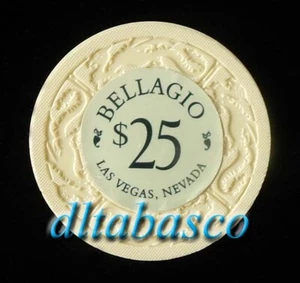 BELLAGIO
$25
LAS VEGAS, NEVADA
dltabasco